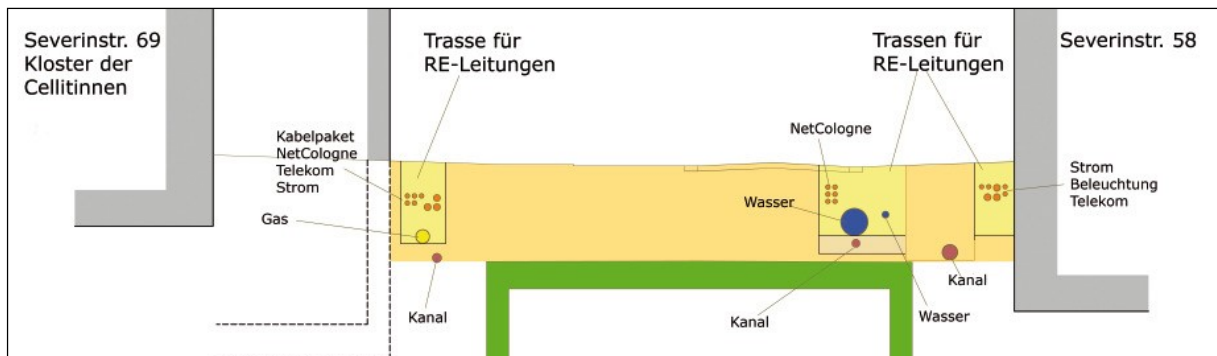 Severinstr. 69
Kloster der
Cellitinnen
Trasse für
RE-Leitungen
Trassen für
RE-Leitungen
Severinstr. 58
Kabelpaket
NetCologne
Telekom
Strom
Gas
Kanal
NetCologne
Wasser
Kanal
Wasser
Kanal
Strom
Beleuchtung
Telekom